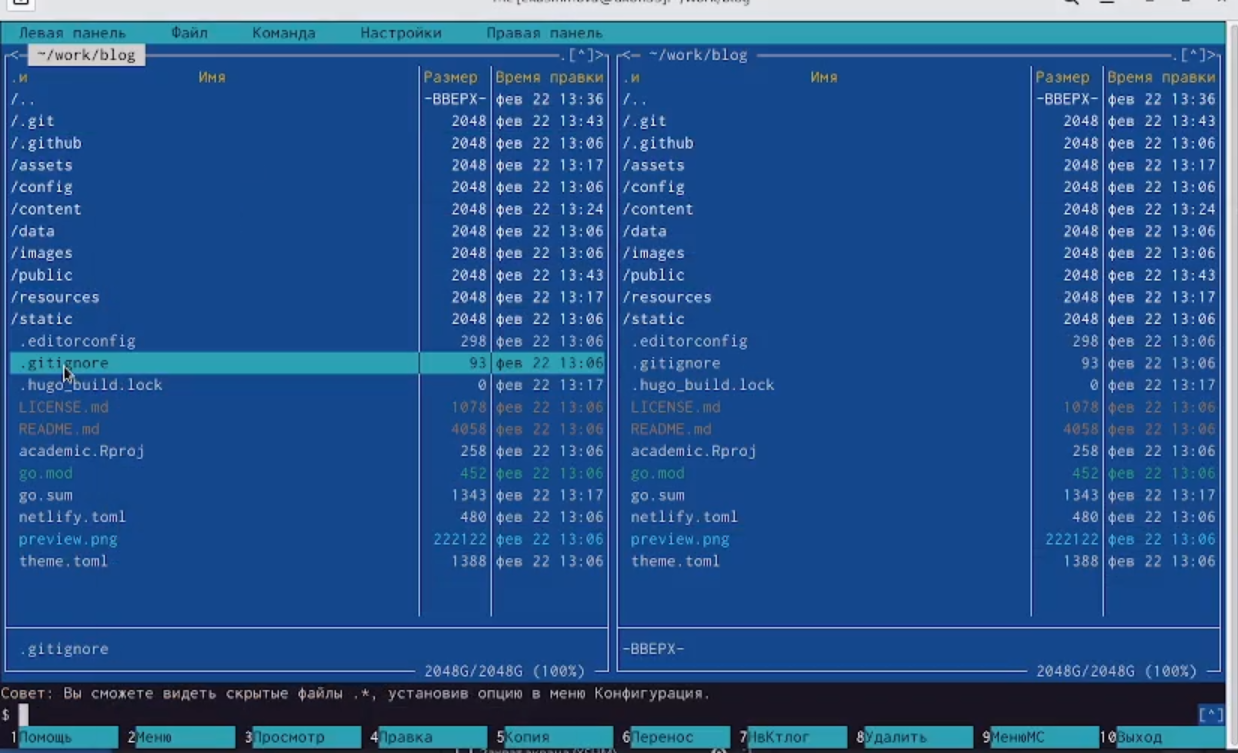 Левая панель Файл Команда Настройки Правая панель
<─ ~/work/blog .[^]> <─ ~/work/blog .[^]>
.и Имя Размер Время правки .и Имя Размер Время правки
/.. -ВВЕРХ- фев 22 13:36 /.. -ВВЕРХ- фев 22 13:36
/.git 2048 фев 22 13:43 /.git 2048 фев 22 13:43
/.github 2048 фев 22 13:06 /.github 2048 фев 22 13:06
/assets 2048 фев 22 13:17 /assets 2048 фев 22 13:17
/config 2048 фев 22 13:06 /config 2048 фев 22 13:06
/content 2048 фев 22 13:24 /content 2048 фев 22 13:24
/data 2048 фев 22 13:06 /data 2048 фев 22 13:06
/images 2048 фев 22 13:06 /images 2048 фев 22 13:06
/public 2048 фев 22 13:43 /public 2048 фев 22 13:43
/resources 2048 фев 22 13:17 /resources 2048 фев 22 13:17
/static 2048 фев 22 13:06 /static 2048 фев 22 13:06
.editorconfig 298 фев 22 13:06 .editorconfig 298 фев 22 13:06
.gitignore 93 фев 22 13:06 .gitignore 93 фев 22 13:06
.hugo_build.lock 0 фев 22 13:17 .hugo_build.lock 0 фев 22 13:17
LICENSE.md 1078 фев 22 13:06 LICENSE.md 1078 фев 22 13:06
README.md 4058 фев 22 13:06 README.md 4058 фев 22 13:06
academic.Rproj 258 фев 22 13:06 academic.Rproj 258 фев 22 13:06
go.mod 452 фев 22 13:06 go.mod 452 фев 22 13:06
go.sum 1343 фев 22 13:17 go.sum 1343 фев 22 13:17
netlify.toml 480 фев 22 13:06 netlify.toml 480 фев 22 13:06
preview.png 222122 фев 22 13:06 preview.png 222122 фев 22 13:06
theme.toml 1388 фев 22 13:06 theme.toml 1388 фев 22 13:06
.gitignore -ВВЕРХ-
2048G/2048G (100%) 2048G/2048G (100%)
Совет: Вы сможете видеть скрытые файлы .*, установив опцию в меню Конфигурация.
$ [^]
1Помощь 2Меню 3Просмотр 4Правка 5Копия 6Перенос 7НвКтлог 8Удалить 9МенюМС 10Выход